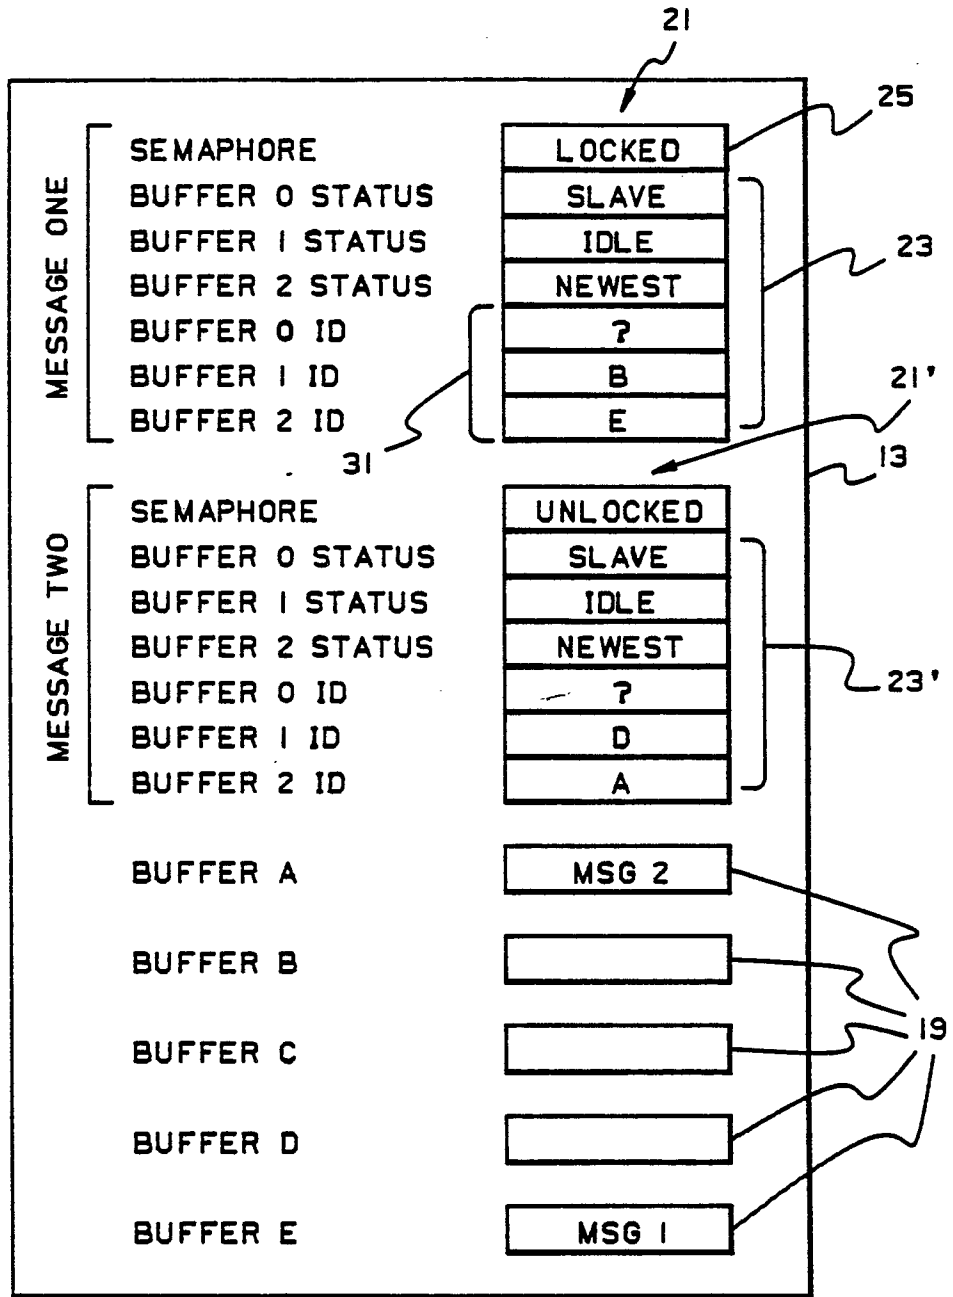 21
25
MESSAGE ONE
SEMAPHORE LOCKED
BUFFER 0 STATUS SLAVE
BUFFER 1 STATUS IDLE
BUFFER 2 STATUS NEWEST
BUFFER 0 ID ?
BUFFER 1 ID B
BUFFER 2 ID E
23
21'
31
13
MESSAGE TWO
SEMAPHORE UNLOCKED
BUFFER 0 STATUS SLAVE
BUFFER 1 STATUS IDLE
BUFFER 2 STATUS NEWEST
BUFFER 0 ID ?
BUFFER 1 ID D
BUFFER 2 ID A
23'
BUFFER A MSG 2
BUFFER B
BUFFER C
19
BUFFER D
BUFFER E MSG 1